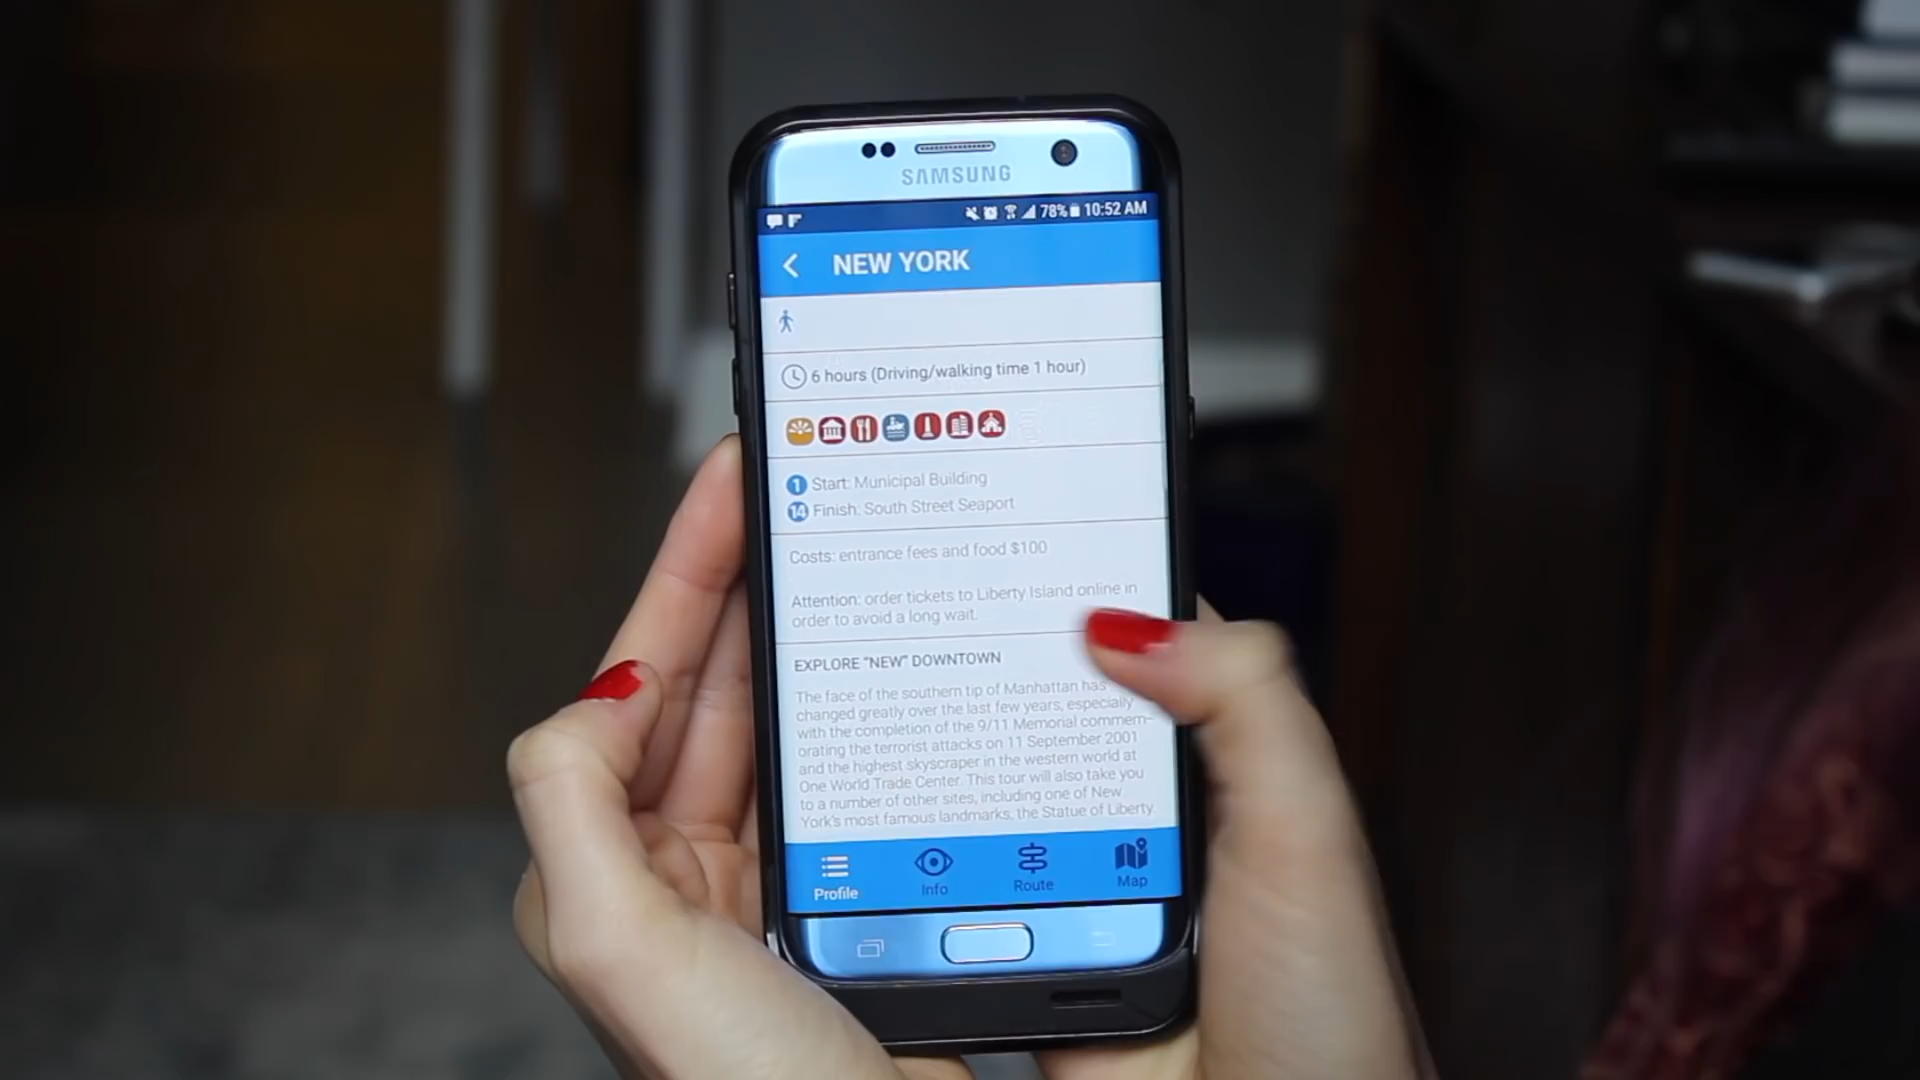 SAMSUNG
78% 10:52 AM
NEW YORK
6 hours (Driving/walking time 1 hour)
1 Start: Municipal Building
14 Finish: South Street Seaport
Costs: entrance fees and food $100
Attention: order tickets to Liberty Island online in
order to avoid a long wait.
EXPLORE "NEW" DOWNTOWN
The face of the southern tip of Manhattan has
changed greatly over the last few years, especially
with the completion of the 9/11 Memorial commem-
orating the terrorist attacks on 11 September 2001
and the highest skyscraper in the western world at
One World Trade Center. This tour will also take you
to a number of other sites, including one of New
York's most famous landmarks, the Statue of Liberty.
Profile Info Route Map